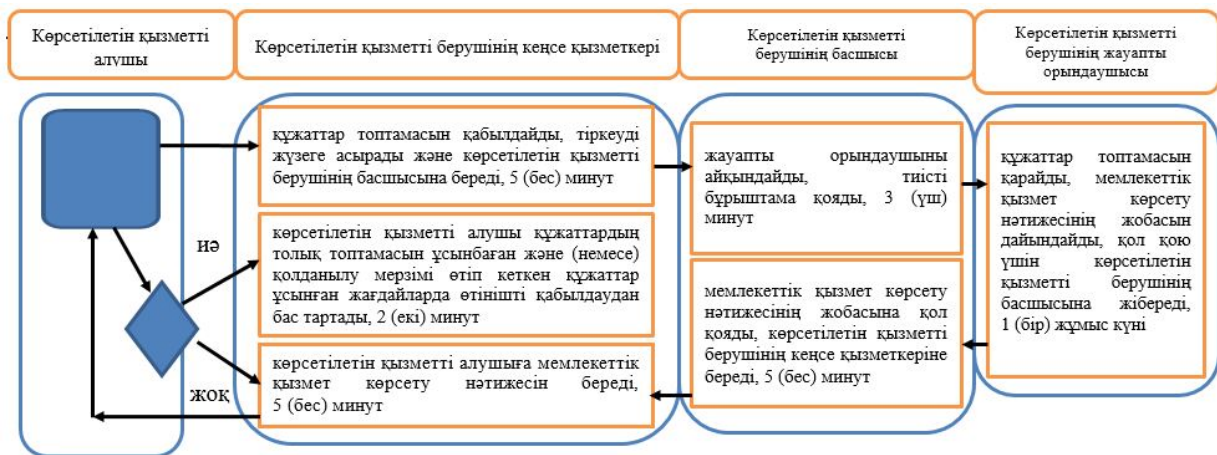 Көрсетілетін қызметті
алушы
Көрсетілетін қызметті берушінің кеңсе қызметкері
Көрсетілетін қызметті
берушінің басшысы
Көрсетілетін қызметті
берушінің жауапты
орындаушысы
құжаттар топтамасын қабылдайды, тіркеуді
жүзеге асырады және көрсетілетін қызметті
берушінің басшысына береді, 5 (бес) минут
жауапты орындаушыны
айқындайды, тиісті
бұрыштама қояды, 3 (үш)
минут
құжаттар топтамасын
қарайды, мемлекеттік
қызмет көрсету
нәтижесінің жобасын
дайындайды, қол қою
үшін көрсетілетін
қызметті берушінің
басшысына жібереді,
1 (бір) жұмыс күні
иә
көрсетілетін қызметті алушы құжаттардың
толық топтамасын ұсынбаған және (немесе)
қолданылу мерзімі өтіп кеткен құжаттар
ұсынған жағдайларда өтінішті қабылдаудан
бас тартады, 2 (екі) минут
мемлекеттік қызмет көрсету
нәтижесінің жобасына қол
қояды, көрсетілетін қызметті
берушінің кеңсе қызметкеріне
береді, 5 (бес) минут
жоқ
көрсетілетін қызметті алушыға мемлекеттік
қызмет көрсету нәтижесін береді,
5 (бес) минут